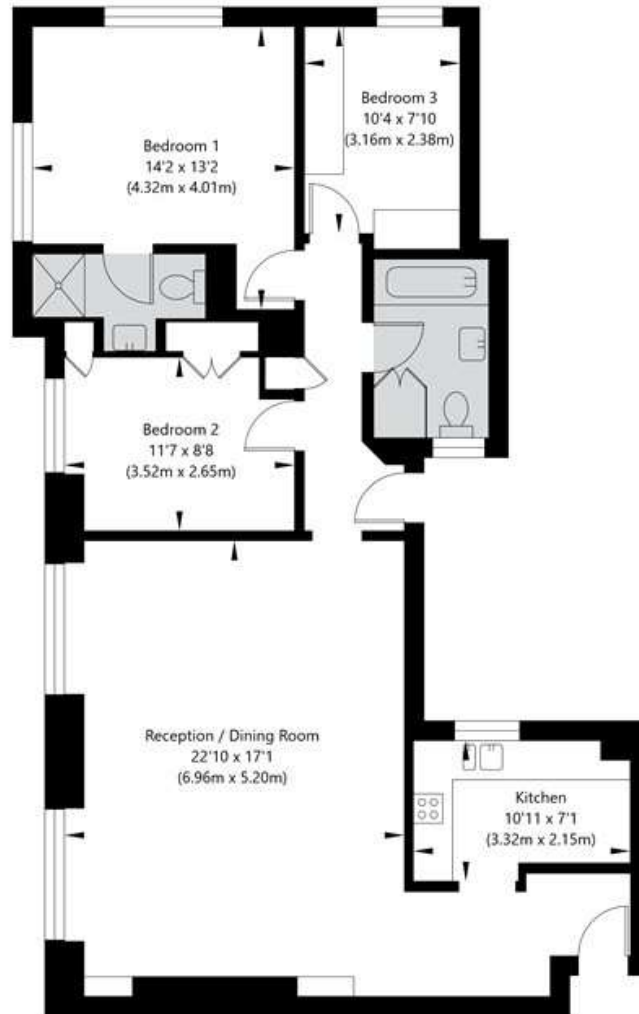 Bedroom 1
14'2 x 13'2
(4.32m x 4.01m)
Bedroom 3
10'4 x 7'10
(3.16m x 2.38m)
Bedroom 2
11'7 x 8'8
(3.52m x 2.65m)
Reception / Dining Room
22'10 x 17'1
(6.96m x 5.20m)
Kitchen
10'11 x 7'1
(3.32m x 2.15m)